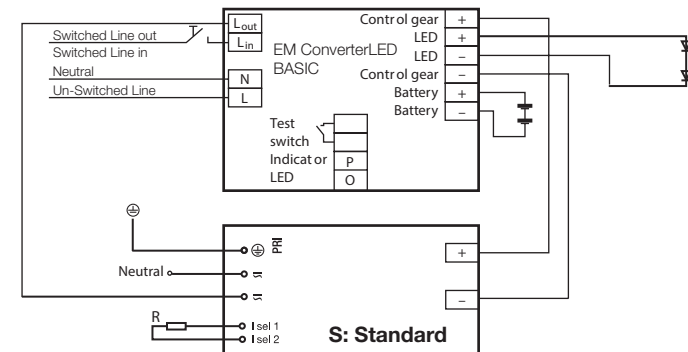 Switched Line out
Switched Line in
Neutral
Un-Switched Line
Lout
Lin
N
L
EM ConverterLED
BASIC
Control gear +
LED +
LED –
Control gear –
Battery +
Battery –
Test
switch
Indicator
LED
P
O
PRI
Neutral
R
I sel 1
I sel 2
+
–
S: Standard